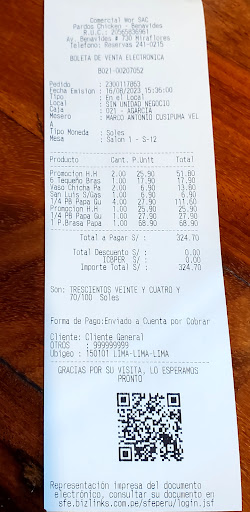 Comercial Wor SAC
Pardos Chicken - Benavides
R.U.C.: 20565836961
Av. Benavides # 730 Miraflores
Telefono: Reservas 241-0215
BOLETA DE VENTA ELECTRONICA
B021-00207052
Pedido : 2300117863
Fecha Emision : 16/08/2023 15:36:00
Tipo : En el Local
Local : SIN UNIDAD NEGOCIO
Caja : 021 - AGARCIA
Mesero : MARCO ANTONIO CUSIPUMA VEL
A
Tipo Moneda : Soles
Mesa : Salon 1 - S-12
Producto Cant. P.Unit Total
Promocion H.H 2.00 25.90 51.80
6 Tequeño Bras 1.00 17.90 17.90
Vaso Chicha Pa 2.00 6.90 13.80
San Luis S/Gas 1.00 6.90 6.90
1/4 PB Papa Gu 4.00 27.90 111.60
Promocion H.H 1.00 25.90 25.90
1/4 PB Papa Gu 1.00 27.90 27.90
1 P.Brasa Papa 1.00 68.90 68.90
Total a Pagar S/ : 324.70
Total Descuento S/ : 0.00
ICBPER S/ : 0.00
Importe Total S/ : 324.70
Son: TRESCIENTOS VEINTE Y CUATRO Y
70/100 Soles
Forma de Pago:Enviado a Cuenta por Cobrar
Cliente: Cliente General
OTROS : 999999999
Ubigeo : 150101 LIMA-LIMA-LIMA
GRACIAS POR SU VISITA, LO ESPERAMOS
PRONTO
Representación impresa del documento
electrónico, consultar su documento en
sfe.bizlinks.com.pe/sfeperu/login.jsf